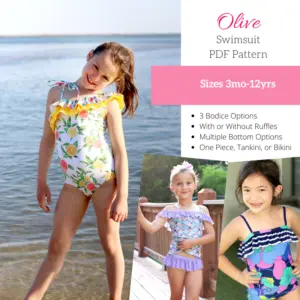 Olive
Swimsuit
PDF Pattern
Sizes 3mo-12yrs
3 Bodice Options
With or Without Ruffles
Multiple Bottom Options
One Piece, Tankini, or Bikini